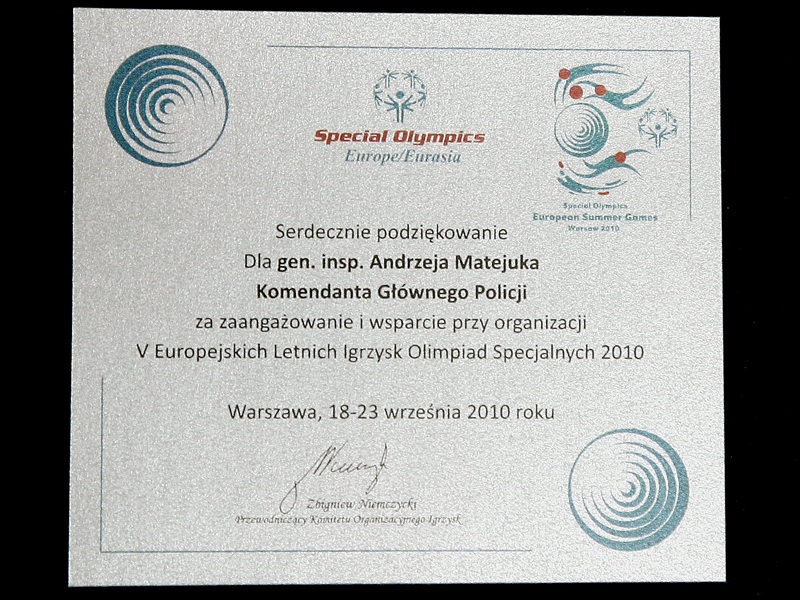 Special Olympics
Europe/Eurasia
Special Olympics
European Summer Games
Warsaw 2010
Serdecznie podziękowanie
Dla gen. insp. Andrzeja Matejuka
Komendanta Głównego Policji
za zaangażowanie i wsparcie przy organizacji
V Europejskich Letnich Igrzysk Olimpiad Specjalnych 2010
Warszawa, 18-23 września 2010 roku
Zbigniew Niemczycki
Przewodniczący Komitetu Organizacyjnego Igrzysk